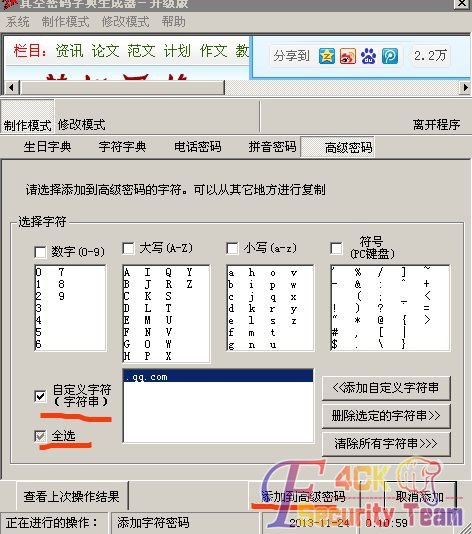 真空密码字典生成器-升级版
系统 制作模式 修改模式 帮助
栏目: 资讯 论文 范文 计划 作文 教
分享到 2.2万
制作模式 修改模式 离开程序
生日字典 字符字典 电话密码 拼音密码 高级密码
请选择添加到高级密码的字符。可以从其它地方进行复制
选择字符
数字(0-9) 大写(A-Z) 小写(a-z) 符号
(PC键盘)
0 7 A I Q Y a h o v ' % / ] ~
1 8 B J R Z b i p w - & : ^ +
2 9 C K S c j q x ( ; _ <
3 D L T d k r y ! ) ? =
4 E M U e l s z " * @ { >
5 F N V f m t # , [ |
6 G O W g n u $ . \ }
H P X
自定义字符
(字符串)
全选
.qq.com
<<添加自定义字符串
删除选定的字符串>>
清除所有字符串>>>
查看上次操作结果 添加到高级密码 取消添加
正在进行的操作: 添加字符密码 2013-11-24 0:10:59
F4CK
Security Team